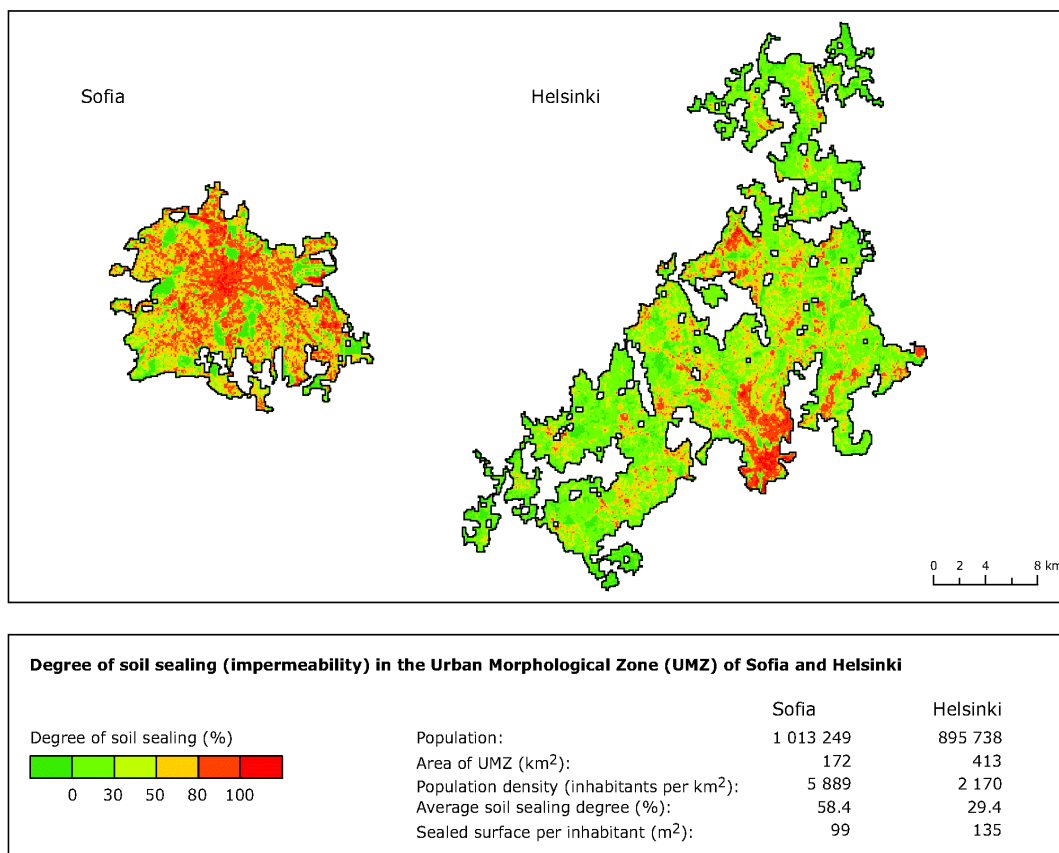 Sofia
Helsinki
0 2 4 8 km
Degree of soil sealing (impermeability) in the Urban Morphological Zone (UMZ) of Sofia and Helsinki
Sofia Helsinki
Degree of soil sealing (%)
0 30 50 80 100
Population: 1 013 249 895 738
Area of UMZ (km²): 172 413
Population density (inhabitants per km²): 5 889 2 170
Average soil sealing degree (%): 58.4 29.4
Sealed surface per inhabitant (m²): 99 135